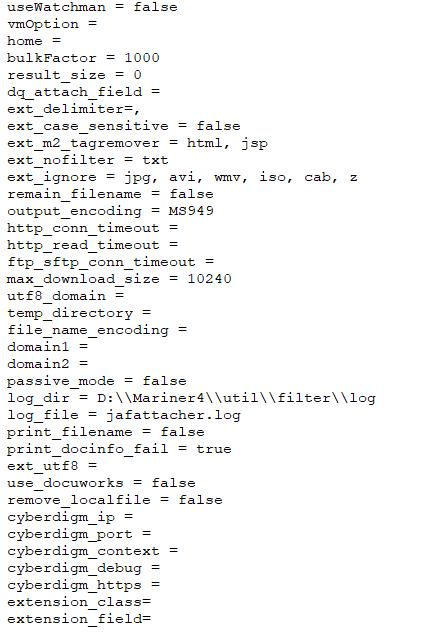 useWatchman = false
vmOption =
home =
bulkFactor = 1000
result_size = 0
dq_attach_field =
ext_delimiter=,
ext_case_sensitive = false
ext_m2_tagremover = html, jsp
ext_nofilter = txt
ext_ignore = jpg, avi, wmv, iso, cab, z
remain_filename = false
output_encoding = MS949
http_conn_timeout =
http_read_timeout =
ftp_sftp_conn_timeout =
max_download_size = 10240
utf8_domain =
temp_directory =
file_name_encoding =
domain1 =
domain2 =
passive_mode = false
log_dir = D:\\Mariner4\\util\\filter\\log
log_file = jafattacher.log
print_filename = false
print_docinfo_fail = true
ext_utf8 =
use_docuworks = false
remove_localfile = false
cyberdigm_ip =
cyberdigm_port =
cyberdigm_context =
cyberdigm_debug =
cyberdigm_https =
extension_class=
extension_field=